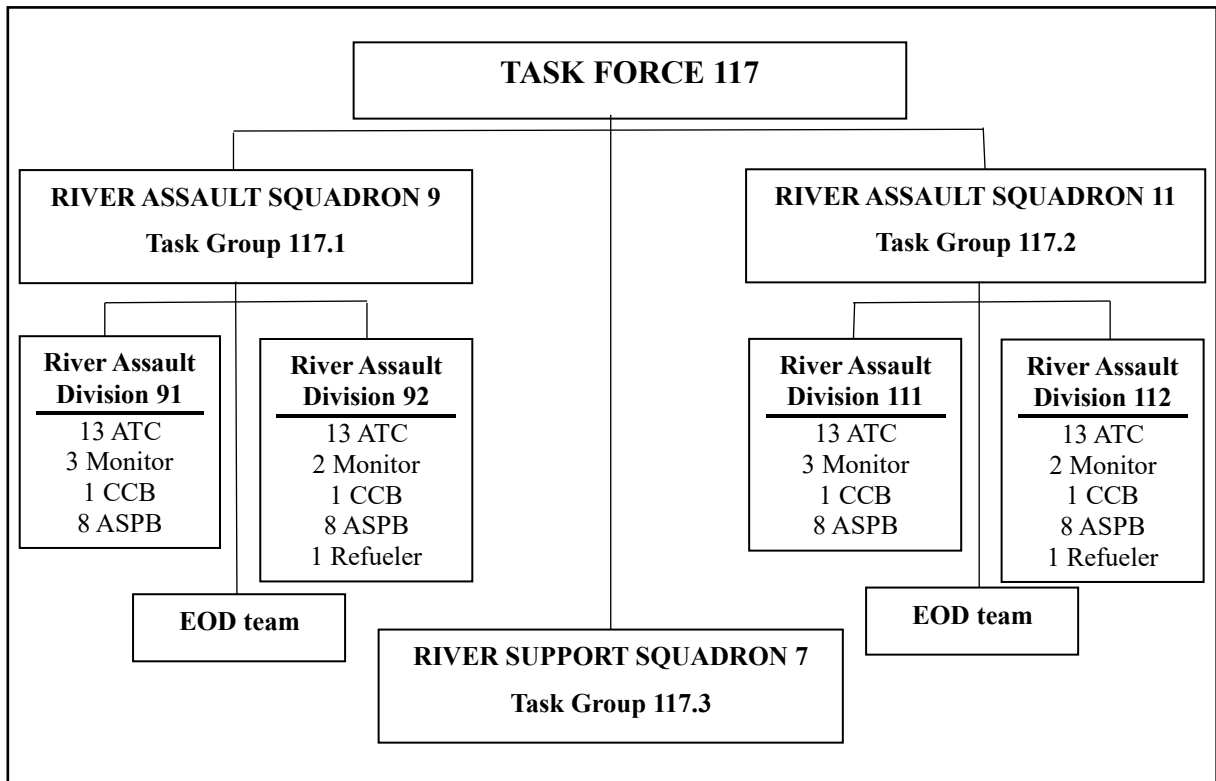 TASK FORCE 117
RIVER ASSAULT SQUADRON 9
Task Group 117.1
RIVER ASSAULT SQUADRON 11
Task Group 117.2
River Assault
Division 91
13 ATC
3 Monitor
1 CCB
8 ASPB
River Assault
Division 92
13 ATC
2 Monitor
1 CCB
8 ASPB
1 Refueler
River Assault
Division 111
13 ATC
3 Monitor
1 CCB
8 ASPB
River Assault
Division 112
13 ATC
2 Monitor
1 CCB
8 ASPB
1 Refueler
EOD team
EOD team
RIVER SUPPORT SQUADRON 7
Task Group 117.3